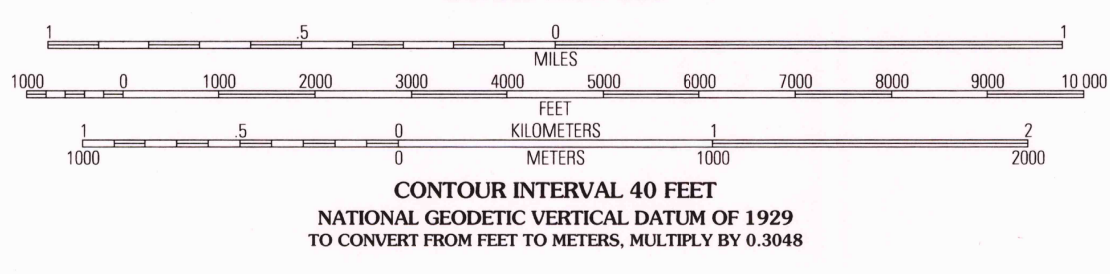 1 .5 0 1
MILES
1000 0 1000 2000 3000 4000 5000 6000 7000 8000 9000 10 000
FEET
1 .5 0 KILOMETERS 1 2
1000 0 METERS 1000 2000
CONTOUR INTERVAL 40 FEET
NATIONAL GEODETIC VERTICAL DATUM OF 1929
TO CONVERT FROM FEET TO METERS, MULTIPLY BY 0.3048